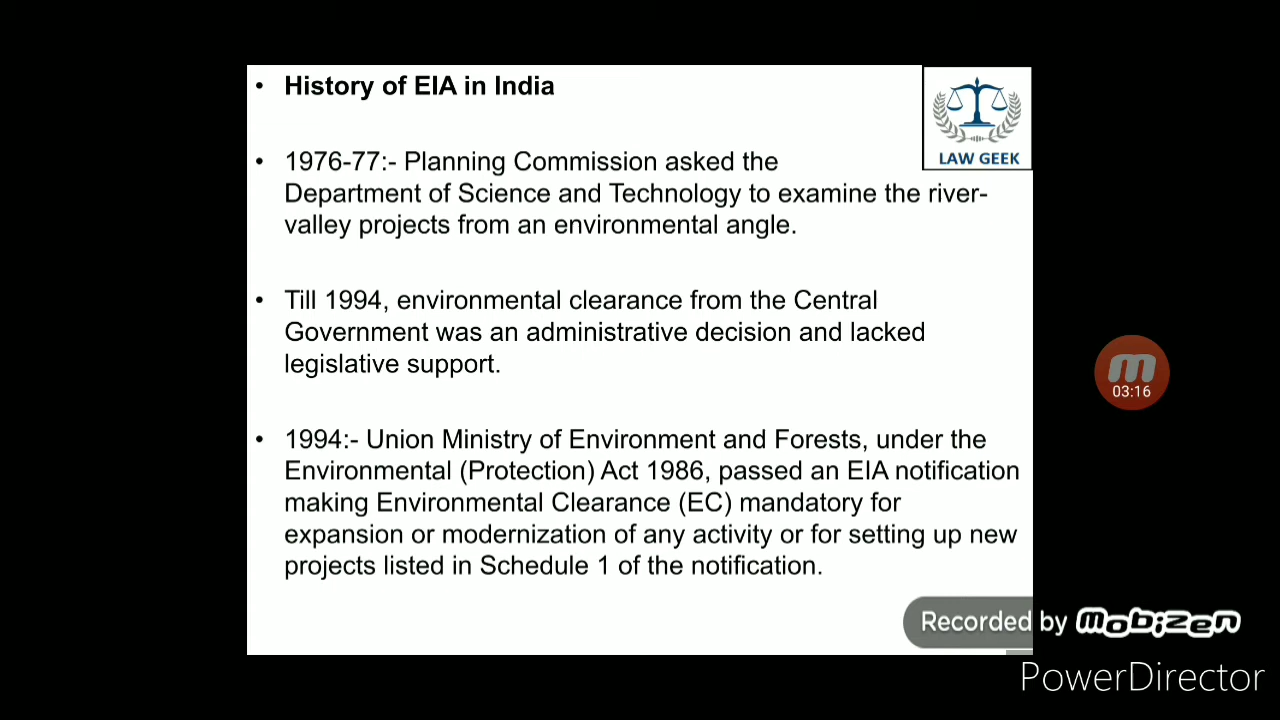 • History of EIA in India
LAW GEEK
• 1976-77:- Planning Commission asked the
Department of Science and Technology to examine the river-
valley projects from an environmental angle.
• Till 1994, environmental clearance from the Central
Government was an administrative decision and lacked
legislative support.
• 1994:- Union Ministry of Environment and Forests, under the
Environmental (Protection) Act 1986, passed an EIA notification
making Environmental Clearance (EC) mandatory for
expansion or modernization of any activity or for setting up new
projects listed in Schedule 1 of the notification.
m
03:16
Recorded by mobizen
PowerDirector